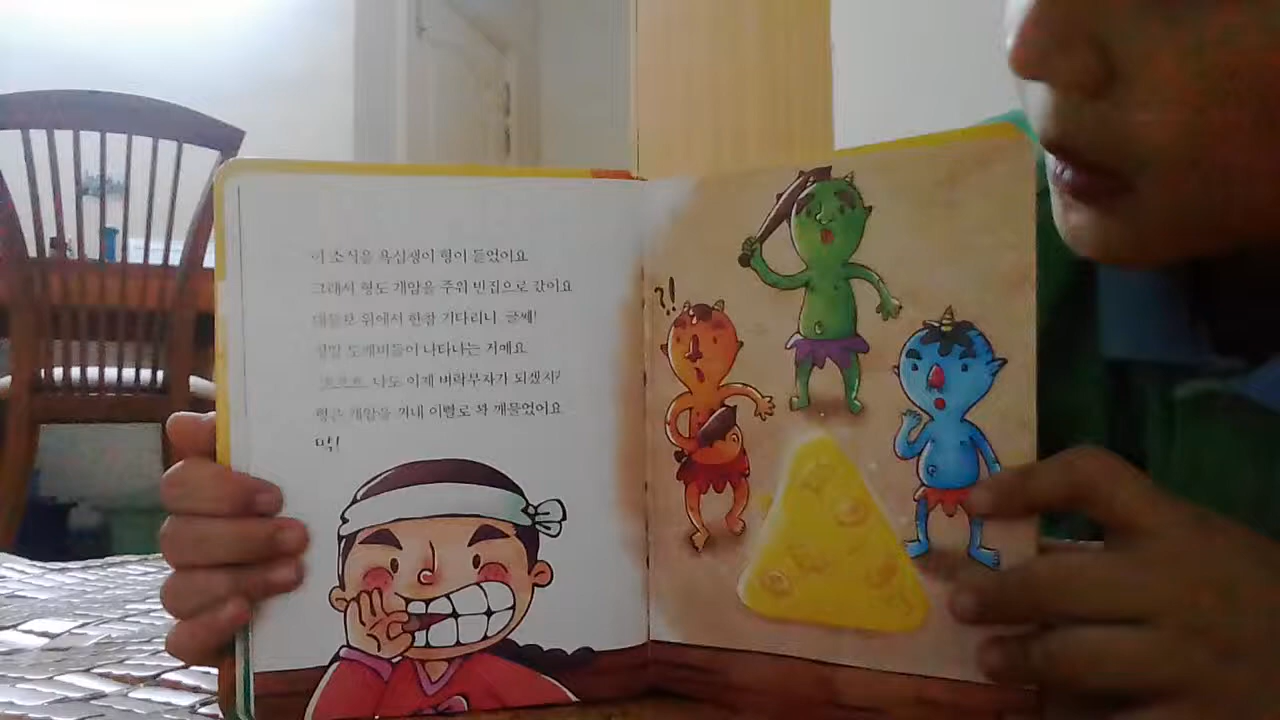 이 소식을 욕심쟁이 형이 들었어요
그래서 형도 개암을 주워 빈집으로 갔어요
대들보 위에서 한참 기다리니 글쎄!
정말 도깨비들이 나타나는 거예요
나도 이제 벼락부자가 되겠지?
형은 개암을 꺼내 이빨로 꽉 깨물었어요
딱!
?!